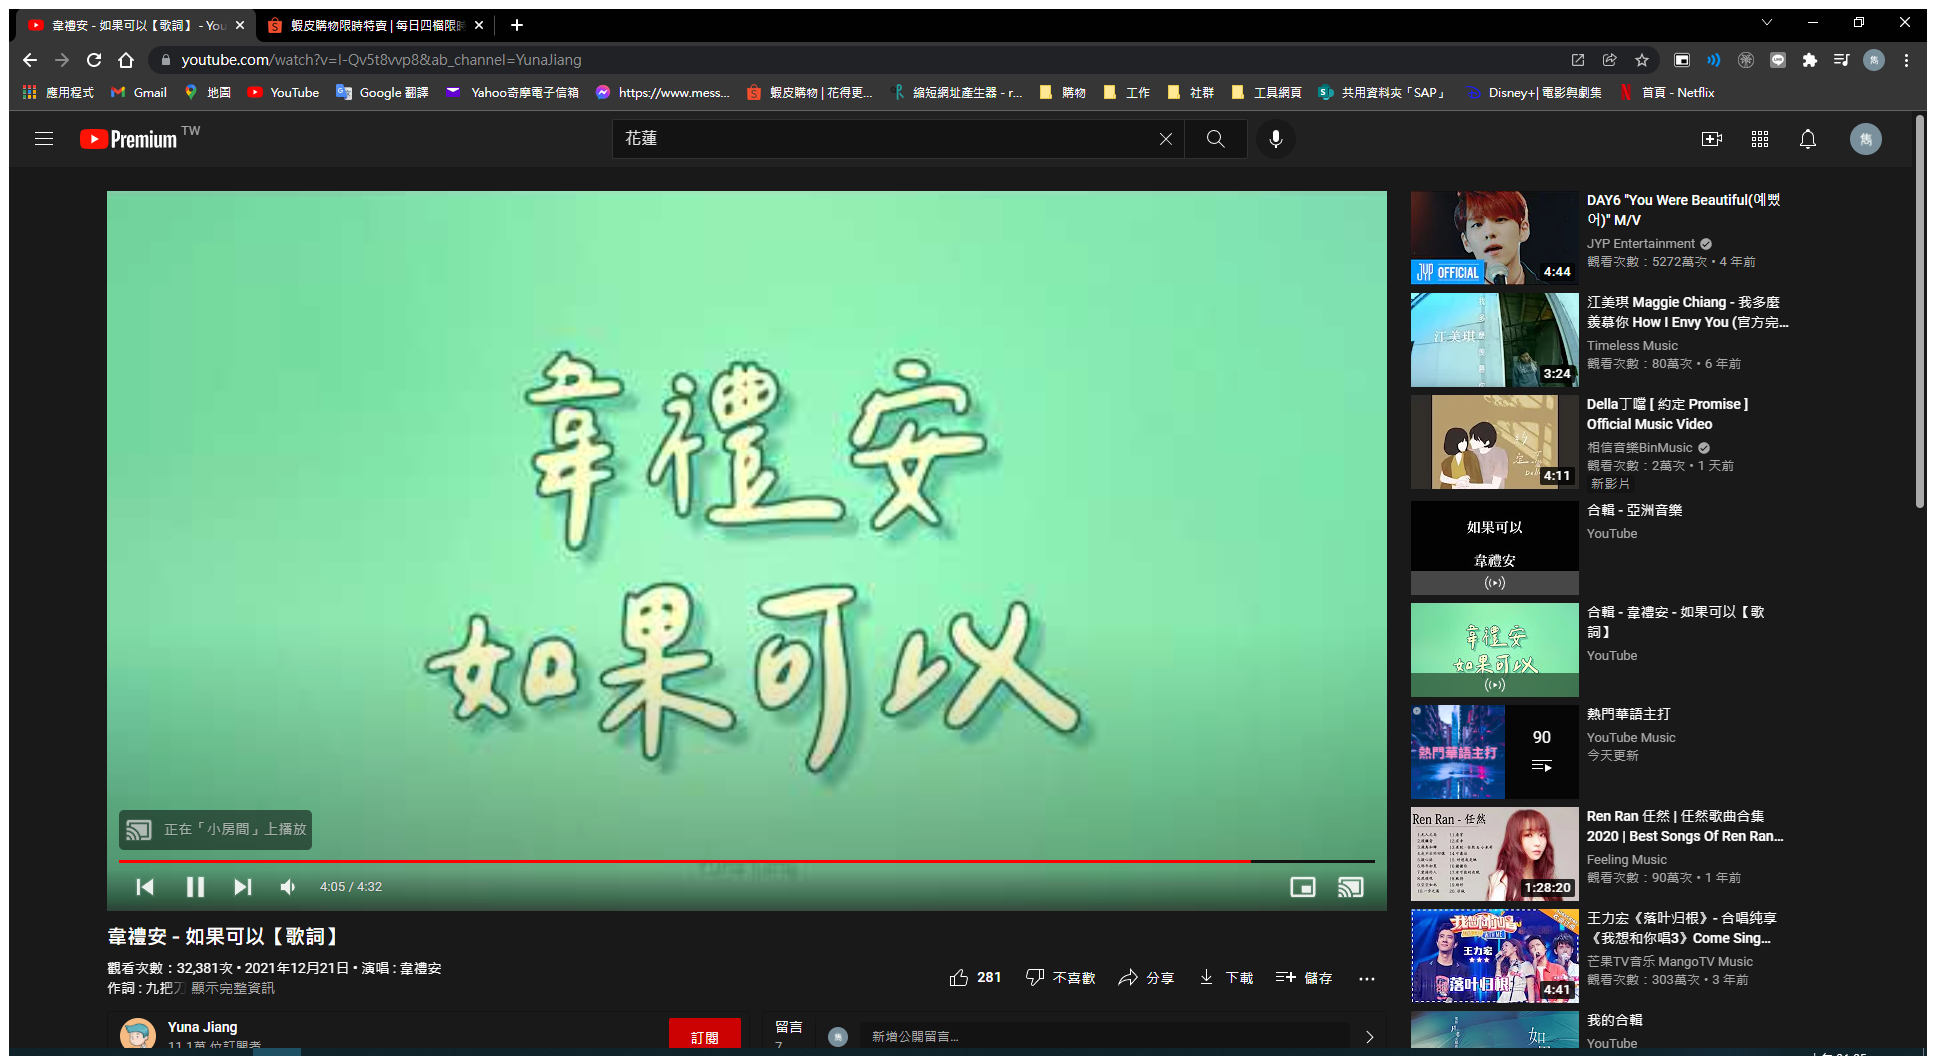 韋禮安 - 如果可以【歌詞】 - You
蝦皮購物限時特賣 | 每日四檔限時
youtube.com/watch?v=I-Qv5t8vvp8&ab_channel=YunaJiang
應用程式
Gmail
地圖
YouTube
Google 翻譯
Yahoo奇摩電子信箱
https://www.mess...
蝦皮購物 | 花得更...
縮短網址產生器 - r...
購物
工作
社群
工具網頁
共用資料夾「SAP」
Disney+| 電影與劇集
首頁 - Netflix
Premium TW
花蓮
雋
韋禮安
如果可以
正在「小房間」上播放
4:05 / 4:32
韋禮安 - 如果可以【歌詞】
觀看次數：32,381次 • 2021年12月21日 • 演唱 : 韋禮安
作詞 : 九把刀 顯示完整資訊
281
不喜歡
分享
下載
儲存
Yuna Jiang
11.1萬 位訂閱者
訂閱
留言
7
新增公開留言...
JYP OFFICIAL
4:44
DAY6 "You Were Beautiful(예뻤
어)" M/V
JYP Entertainment
觀看次數：5272萬次 • 4 年前
江美琪
3:24
江美琪 Maggie Chiang - 我多麼
羨慕你 How I Envy You (官方完...
Timeless Music
觀看次數：80萬次 • 6 年前
約定
4:11
Della丁噹 [ 約定 Promise ]
Official Music Video
相信音樂BinMusic
觀看次數：2萬次 • 1 天前
新影片
如果可以
韋禮安
合輯 - 亞洲音樂
YouTube
韋禮安
如果可以
合輯 - 韋禮安 - 如果可以【歌
詞】
YouTube
熱門華語主打
90
熱門華語主打
YouTube Music
今天更新
Ren Ran - 任然
1:28:20
Ren Ran 任然 | 任然歌曲合集
2020 | Best Songs Of Ren Ran...
Feeling Music
觀看次數：90萬次 • 1 年前
我想和你唱
王力宏
落叶归根
4:41
王力宏《落叶归根》- 合唱纯享
《我想和你唱3》Come Sing...
芒果TV音乐 MangoTV Music
觀看次數：303萬次 • 3 年前
我的合輯
YouTube